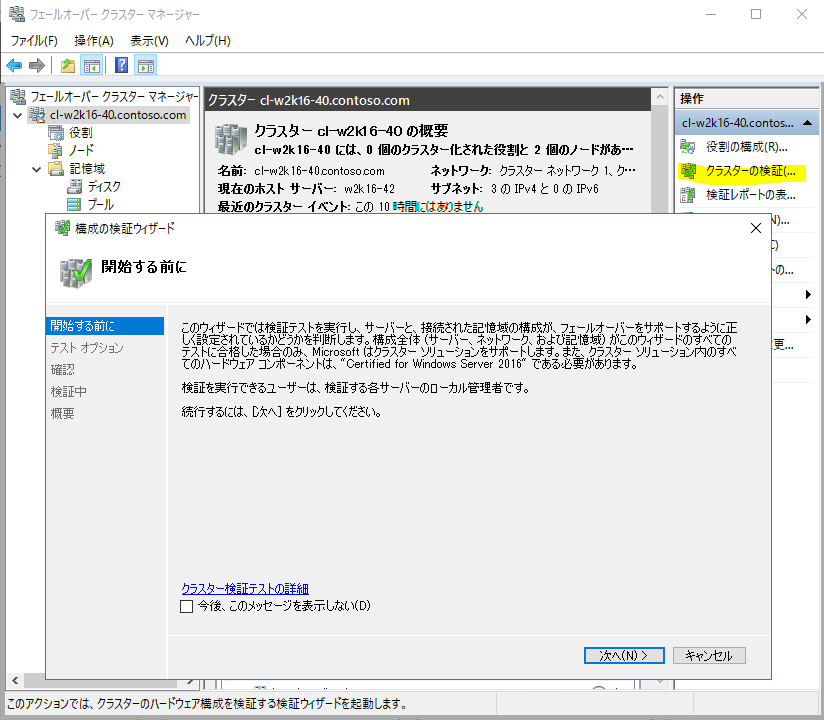 フェールオーバー クラスター マネージャー
ファイル(F) 操作(A) 表示(V) ヘルプ(H)
フェールオーバー クラスター マネージャー
cl-w2k16-40.contoso.com
役割
ノード
記憶域
ディスク
プール
クラスター cl-w2k16-40.contoso.com
クラスター cl-w2k16-40 の概要
cl-w2k16-40 には、0 個のクラスター化された役割と 2 個のノードがあ…
名前: cl-w2k16-40.contoso.com ネットワーク: クラスター ネットワーク 1、ク…
現在のホスト サーバー: w2k16-42 サブネット: 3 の IPv4 と 0 の IPv6
最近のクラスター イベント: この 10 時間にはありません
操作
cl-w2k16-40.contos...
役割の構成(R)...
クラスターの検証(...
検証レポートの表...
N)...
C)
の...
更...
構成の検証ウィザード
開始する前に
開始する前に
テスト オプション
確認
検証中
概要
このウィザードでは検証テストを実行し、サーバーと、接続された記憶域の構成が、フェールオーバーをサポートするように正
しく設定されているかどうかを判断します。構成全体 (サーバー、ネットワーク、および記憶域) がこのウィザードのすべての
テストに合格した場合のみ、Microsoft はクラスター ソリューションをサポートします。また、クラスター ソリューション内のすべ
てのハードウェア コンポーネントは、"Certified for Windows Server 2016" である必要があります。
検証を実行できるユーザーは、検証する各サーバーのローカル管理者です。
続行するには、[次へ] をクリックしてください。
クラスター検証テストの詳細
今後、このメッセージを表示しない(D)
次へ(N) >
キャンセル
このアクションでは、クラスターのハードウェア構成を検証する検証ウィザードを起動します。